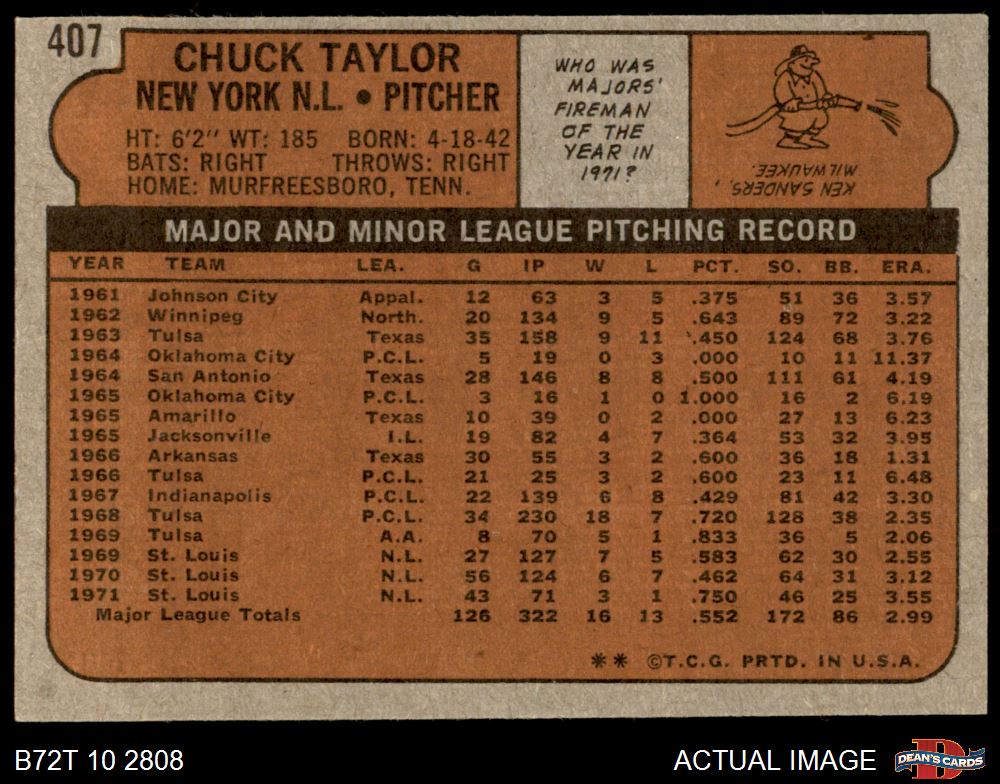 407
CHUCK TAYLOR
NEW YORK N.L. • PITCHER
HT: 6'2" WT: 185 BORN: 4-18-42
BATS: RIGHT THROWS: RIGHT
HOME: MURFREESBORO, TENN.
WHO WAS
MAJORS'
FIREMAN
OF THE
YEAR IN
1971?
KEN SANDERS,
MILWAUKEE.
MAJOR AND MINOR LEAGUE PITCHING RECORD
YEAR TEAM LEA. G IP W L PCT. SO. BB. ERA.
1961 Johnson City Appal. 12 63 3 5 .375 51 36 3.57
1962 Winnipeg North. 20 134 9 5 .643 89 72 3.22
1963 Tulsa Texas 35 158 9 11 .450 124 68 3.76
1964 Oklahoma City P.C.L. 5 19 0 3 .000 10 11 11.37
1964 San Antonio Texas 28 146 8 8 .500 111 61 4.19
1965 Oklahoma City P.C.L. 3 16 1 0 1.000 16 2 6.19
1965 Amarillo Texas 10 39 0 2 .000 27 13 6.23
1965 Jacksonville I.L. 19 82 4 7 .364 53 32 3.95
1966 Arkansas Texas 30 55 3 2 .600 36 18 1.31
1966 Tulsa P.C.L. 21 25 3 2 .600 23 11 6.48
1967 Indianapolis P.C.L. 22 139 6 8 .429 81 42 3.30
1968 Tulsa P.C.L. 34 230 18 7 .720 128 38 2.35
1969 Tulsa A.A. 8 70 5 1 .833 36 5 2.06
1969 St. Louis N.L. 27 127 7 5 .583 62 30 2.55
1970 St. Louis N.L. 56 124 6 7 .462 64 31 3.12
1971 St. Louis N.L. 43 71 3 1 .750 46 25 3.55
Major League Totals 126 322 16 13 .552 172 86 2.99
** ©T.C.G. PRTD. IN U.S.A.
B72T 10 2808
ACTUAL IMAGE
D
DEAN'S CARDS